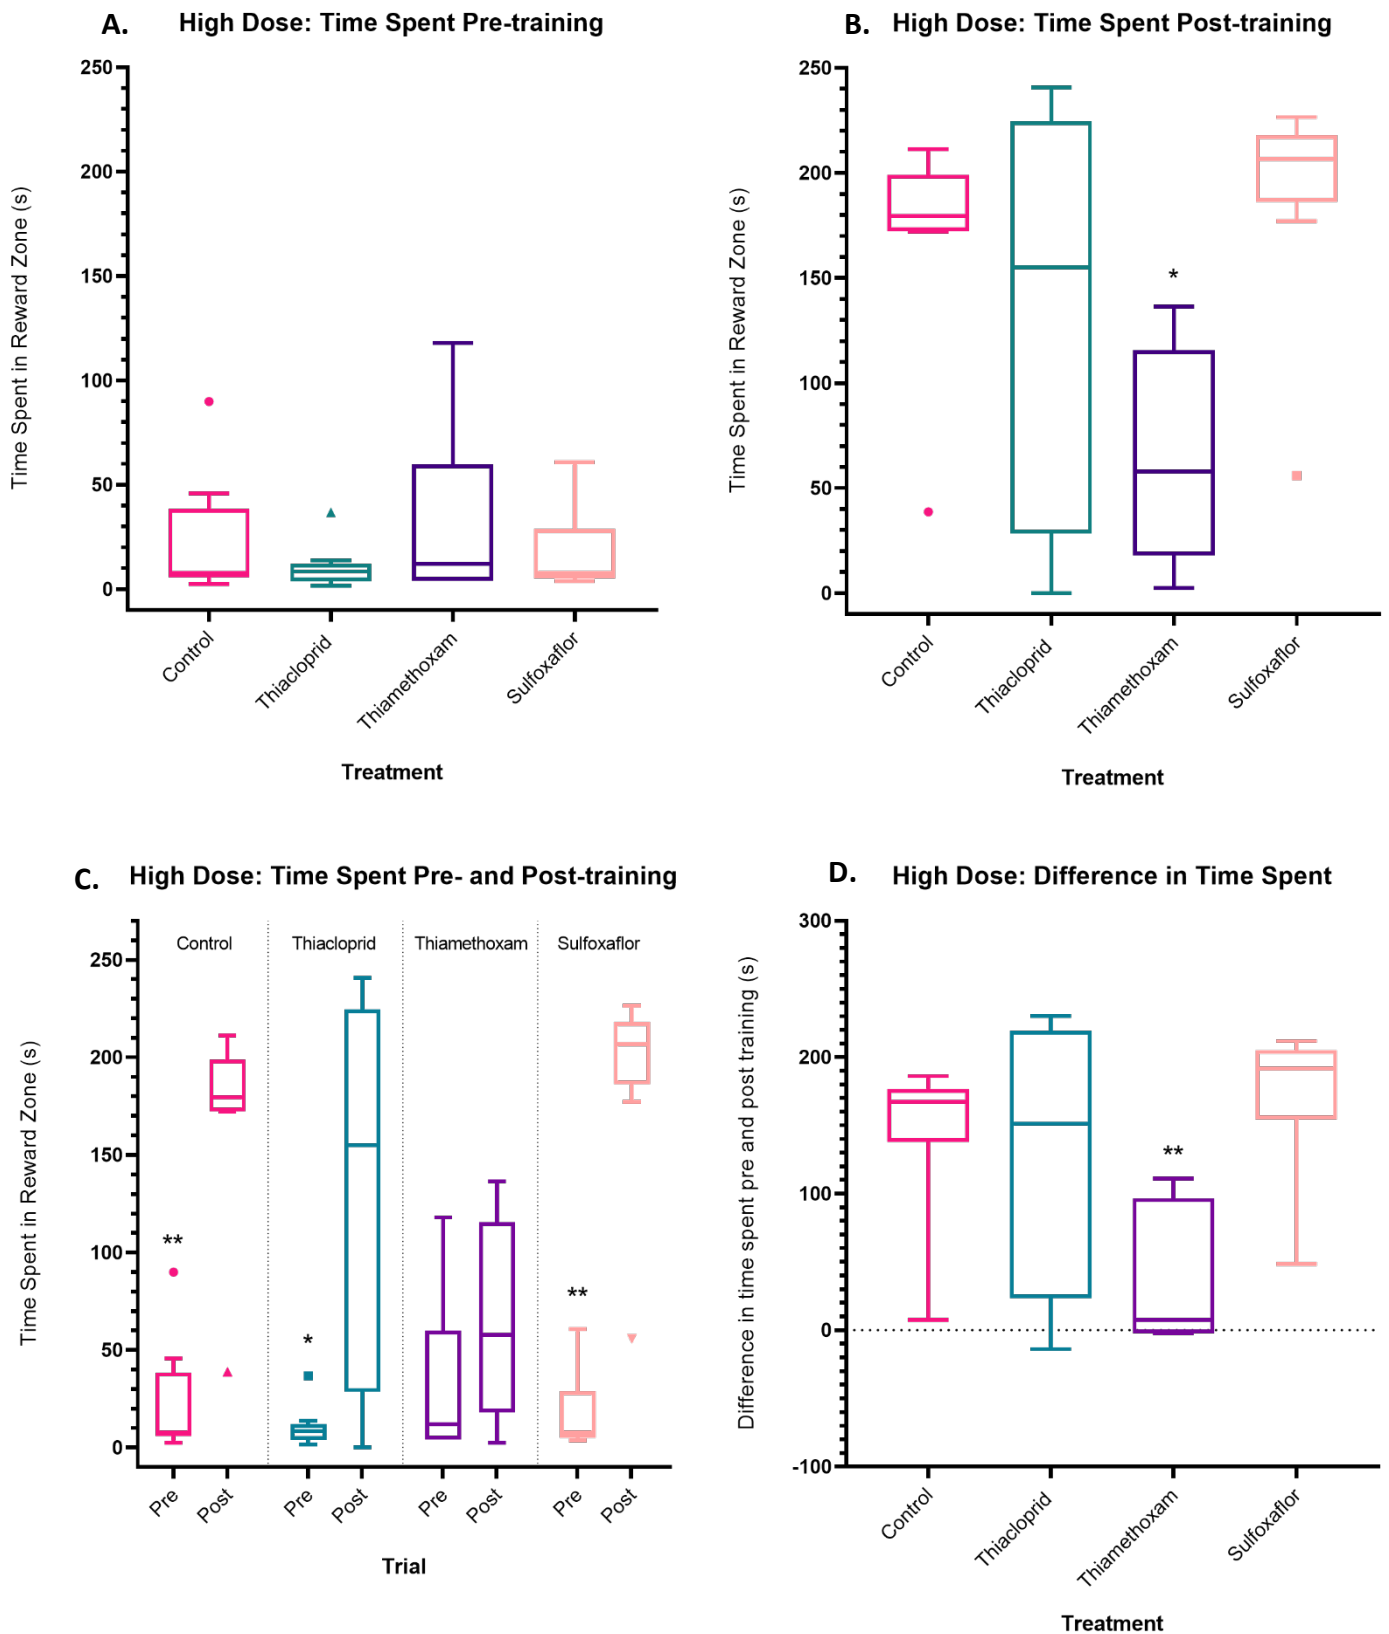 A. High Dose: Time Spent Pre-training
Time Spent in Reward Zone (s)
250
200
150
100
50
0
Control
Thiacloprid
Thiamethoxam
Sulfoxaflor
Treatment
B. High Dose: Time Spent Post-training
Time Spent in Reward Zone (s)
250
200
150
100
50
0
*
Control
Thiacloprid
Thiamethoxam
Sulfoxaflor
Treatment
C. High Dose: Time Spent Pre- and Post-training
Time Spent in Reward Zone (s)
Control Thiacloprid Thiamethoxam Sulfoxaflor
250
200
150
100
50
0
**
*
**
Pre Post Pre Post Pre Post Pre Post
Trial
D. High Dose: Difference in Time Spent
Difference in time spent pre and post training (s)
300
200
100
0
-100
**
Control
Thiacloprid
Thiamethoxam
Sulfoxaflor
Treatment